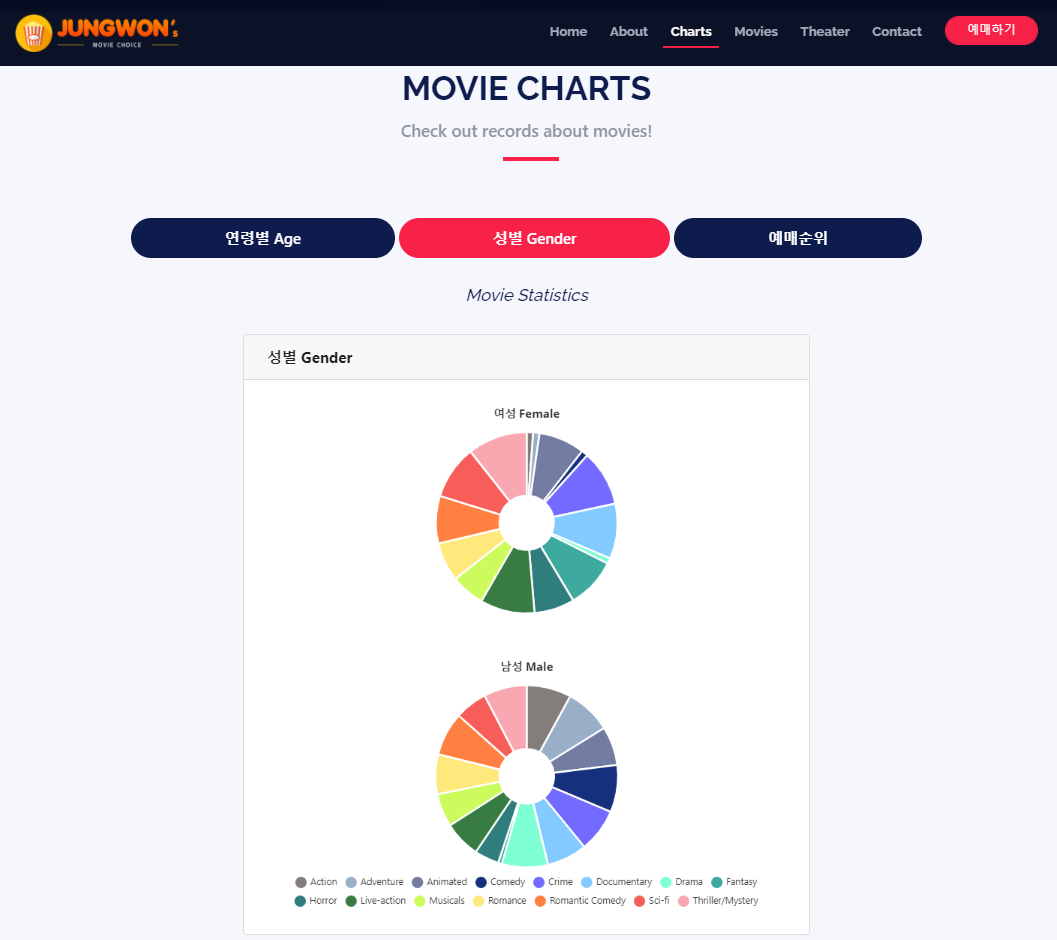 JUNGWON's
MOVIE CHOICE
Home About Charts Movies Theater Contact 예매하기
MOVIE CHARTS
Check out records about movies!
연령별 Age 성별 Gender 예매순위
Movie Statistics
성별 Gender
여성 Female
남성 Male
Action Adventure Animated Comedy Crime Documentary Drama Fantasy
Horror Live-action Musicals Romance Romantic Comedy Sci-fi Thriller/Mystery